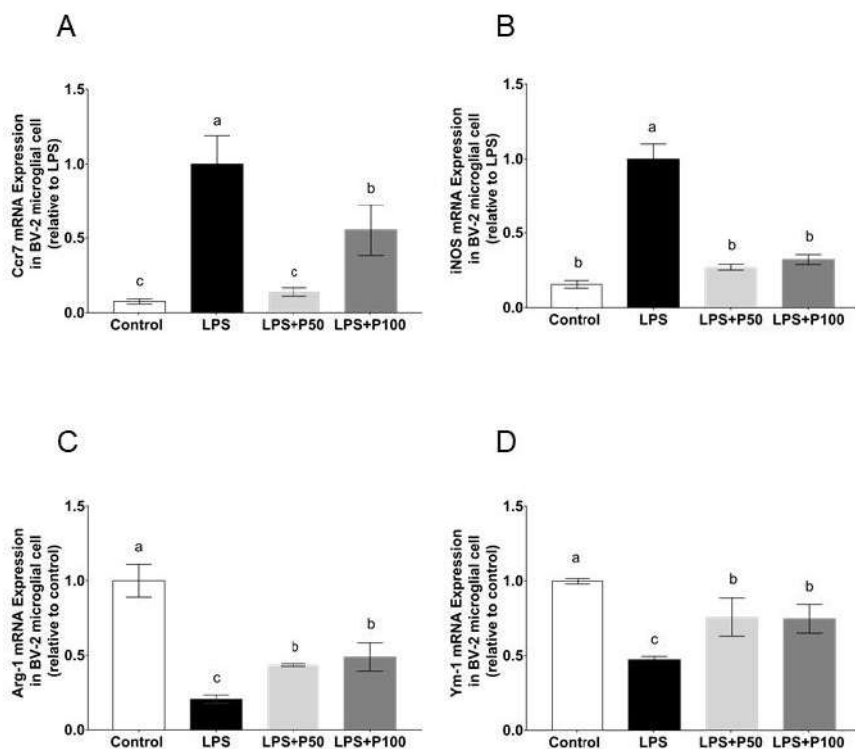 A
Ccr7 mRNA Expression
in BV-2 microglial cell
(relative to LPS)
1.5
1.0
0.5
0.0
c
a
c
b
Control
LPS
LPS+P50
LPS+P100
B
iNOS mRNA Expression
in BV-2 microglial cell
(relative to LPS)
1.5
1.0
0.5
0.0
b
a
b
b
Control
LPS
LPS+P50
LPS+P100
C
Arg-1 mRNA Expression
in BV-2 microglial cell
(relative to control)
1.5
1.0
0.5
0.0
a
c
b
b
Control
LPS
LPS+P50
LPS+P100
D
Ym-1 mRNA Expression
in BV-2 microglial cell
(relative to control)
1.5
1.0
0.5
0.0
a
c
b
b
Control
LPS
LPS+P50
LPS+P100